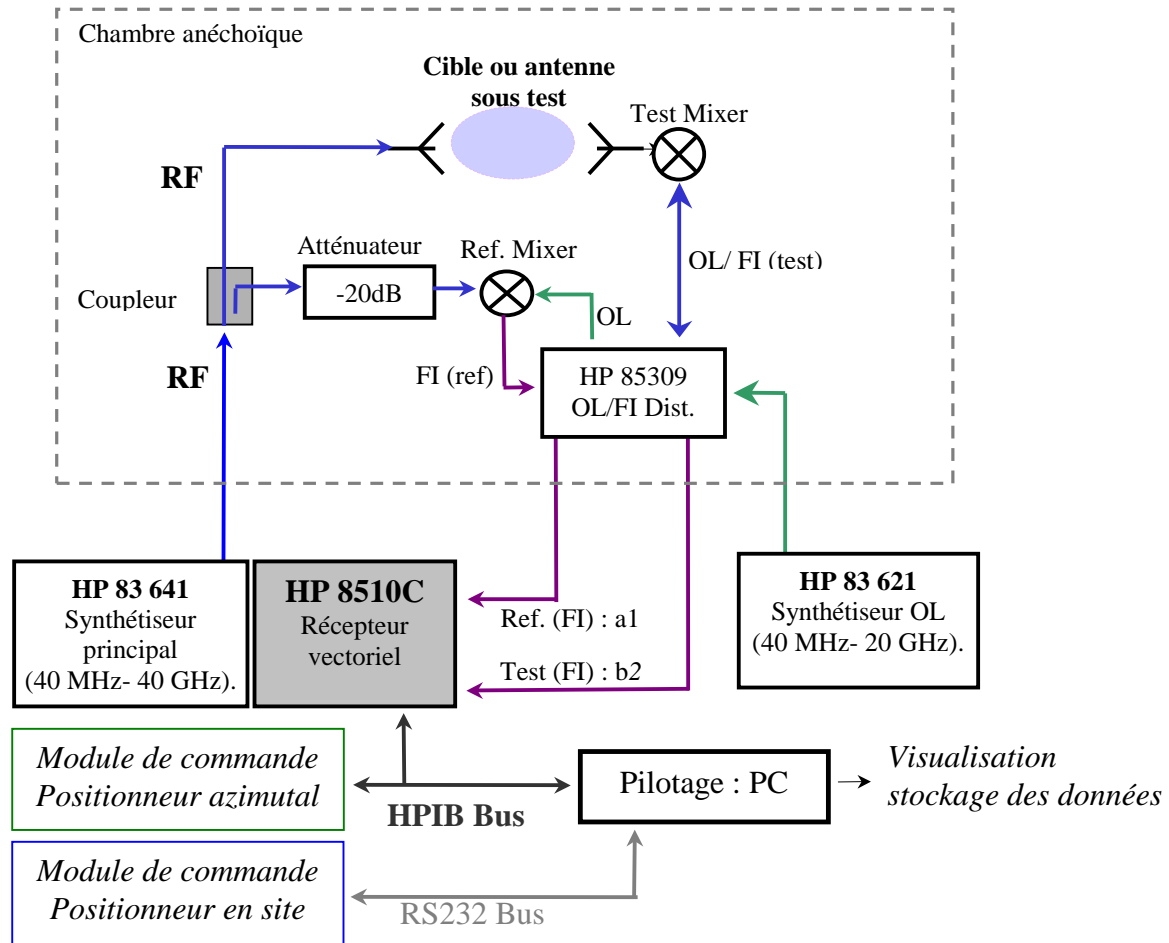 Chambre anéchoïque
Cible ou antenne
sous test
Test Mixer
RF
Atténuateur
Ref. Mixer
OL/ FI (test)
Coupleur
-20dB
OL
RF
FI (ref)
HP 85309
OL/FI Dist.
HP 83 641
Synthétiseur
principal
(40 MHz- 40 GHz).
HP 8510C
Récepteur
vectoriel
Ref. (FI) : a1
Test (FI) : b2
HP 83 621
Synthétiseur OL
(40 MHz- 20 GHz).
Module de commande
Positionneur azimutal
HPIB Bus
Pilotage : PC
Visualisation
stockage des données
Module de commande
Positionneur en site
RS232 Bus